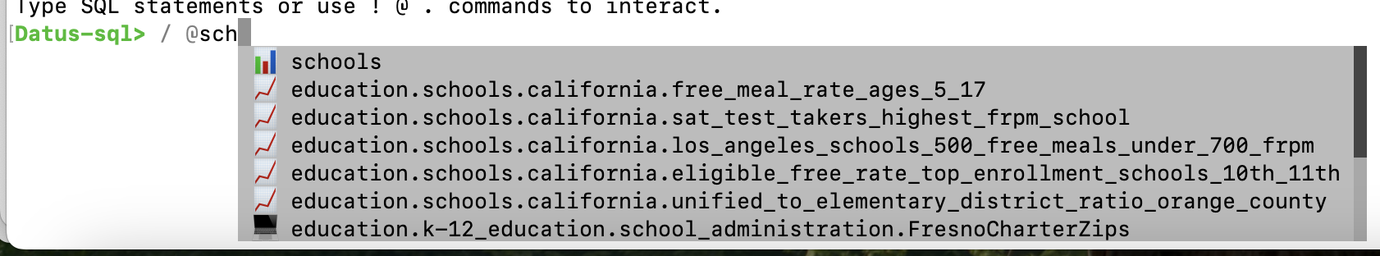 Type SQL statements or use ! @ . commands to interact.
[Datus-sql> / @sch
schools
education.schools.california.free_meal_rate_ages_5_17
education.schools.california.sat_test_takers_highest_frpm_school
education.schools.california.los_angeles_schools_500_free_meals_under_700_frpm
education.schools.california.eligible_free_rate_top_enrollment_schools_10th_11th
education.schools.california.unified_to_elementary_district_ratio_orange_county
education.k-12_education.school_administration.FresnoCharterZips